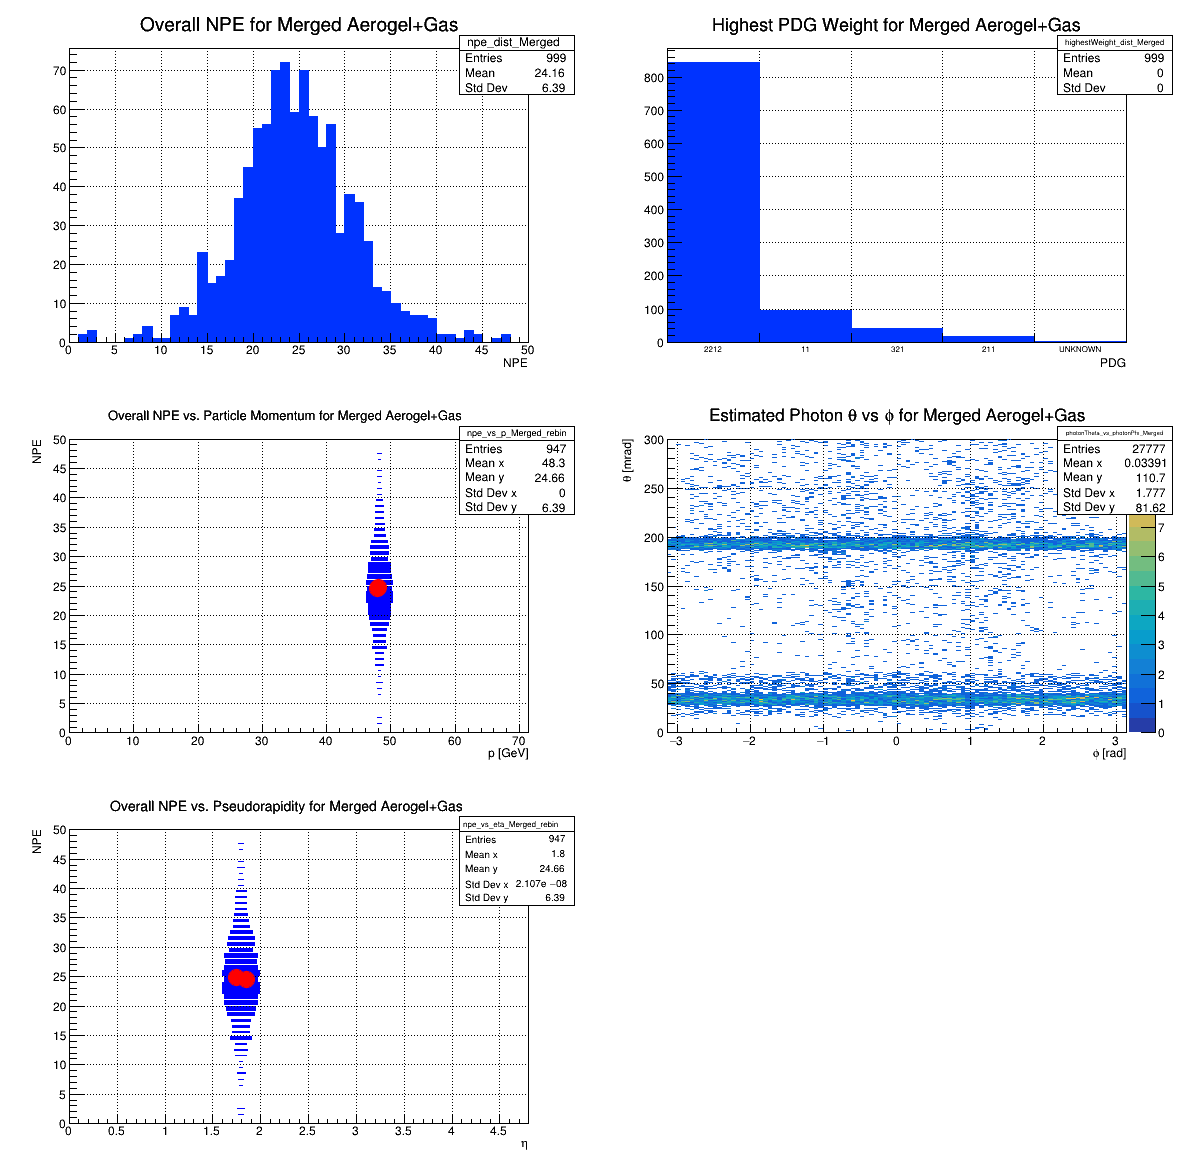 Overall NPE for Merged Aerogel+Gas
npe_dist_Merged
Entries 999
Mean 24.16
Std Dev 6.39
70
60
50
40
30
20
10
0
0 5 10 15 20 25 30 35 40 45 50
NPE
Highest PDG Weight for Merged Aerogel+Gas
highestWeight_dist_Merged
Entries 999
Mean 0
Std Dev 0
800
700
600
500
400
300
200
100
0
2212 11 321 211 UNKNOWN
PDG
Overall NPE vs. Particle Momentum for Merged Aerogel+Gas
npe_vs_p_Merged_rebin
Entries 947
Mean x 48.3
Mean y 24.66
Std Dev x 0
Std Dev y 6.39
NPE
50
45
40
35
30
25
20
15
10
5
0
0 10 20 30 40 50 60 70
p [GeV]
Estimated Photon θ vs ϕ for Merged Aerogel+Gas
photonTheta_vs_photonPhi_Merged
Entries 27777
Mean x 0.03391
Mean y 110.7
Std Dev x 1.777
Std Dev y 81.62
θ [mrad]
300
250
200
150
100
50
0
−3 −2 −1 0 1 2 3
ϕ [rad]
7
6
5
4
3
2
1
0
Overall NPE vs. Pseudorapidity for Merged Aerogel+Gas
npe_vs_eta_Merged_rebin
Entries 947
Mean x 1.8
Mean y 24.66
Std Dev x 2.107e −08
Std Dev y 6.39
NPE
50
45
40
35
30
25
20
15
10
5
0
0 0.5 1 1.5 2 2.5 3 3.5 4 4.5
η